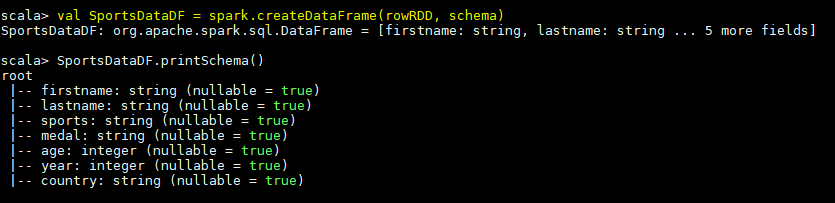 scala> val SportsDataDF = spark.createDataFrame(rowRDD, schema)
SportsDataDF: org.apache.spark.sql.DataFrame = [firstname: string, lastname: string ... 5 more fields]
scala> SportsDataDF.printSchema()
root
 |-- firstname: string (nullable = true)
 |-- lastname: string (nullable = true)
 |-- sports: string (nullable = true)
 |-- medal: string (nullable = true)
 |-- age: integer (nullable = true)
 |-- year: integer (nullable = true)
 |-- country: string (nullable = true)